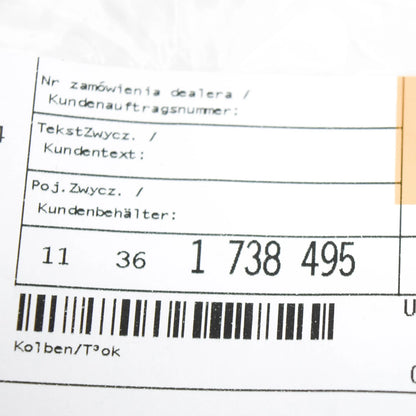 Nr zamówienia dealera /
Kundenauftragsnummer:
TekstZwycz. /
Kundentext:
Poj.Zwycz. /
Kundenbehälter:
11 36 1 738 495
Kolben/T³ok